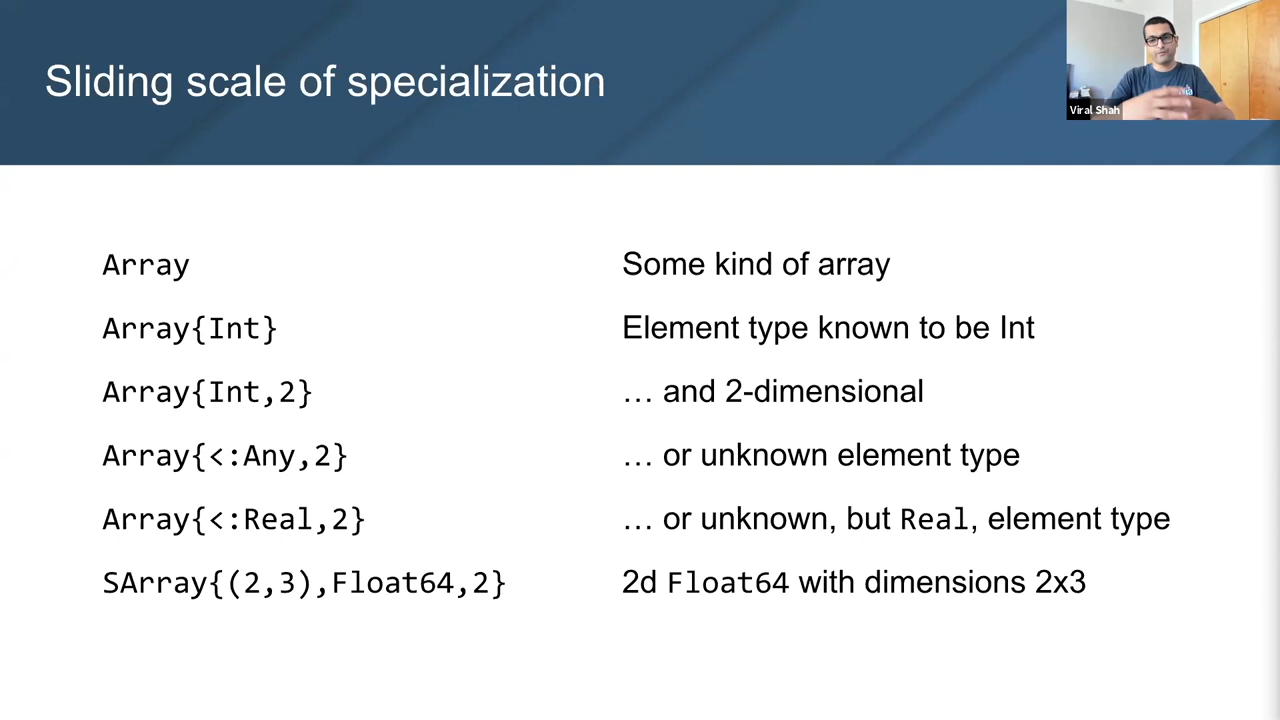 Sliding scale of specialization
Viral Shah
Array
Some kind of array
Array{Int}
Element type known to be Int
Array{Int,2}
… and 2-dimensional
Array{<:Any,2}
… or unknown element type
Array{<:Real,2}
… or unknown, but Real, element type
SArray{(2,3),Float64,2}
2d Float64 with dimensions 2x3